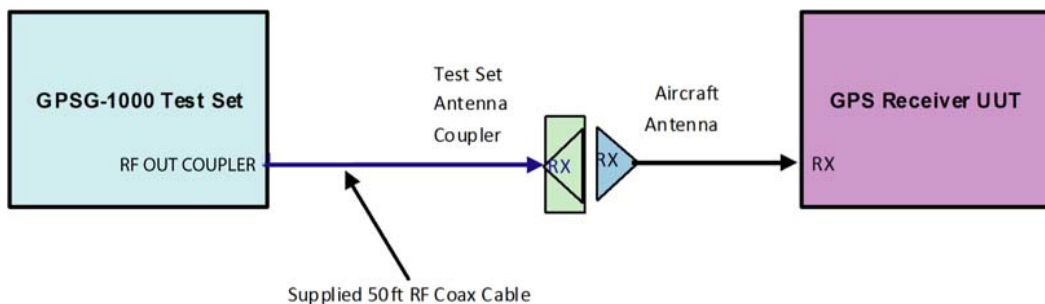 GPSG-1000 Test Set
RF OUT COUPLER
Test Set
Antenna
Coupler
RX
RX
Aircraft
Antenna
GPS Receiver UUT
RX
Supplied 50ft RF Coax Cable